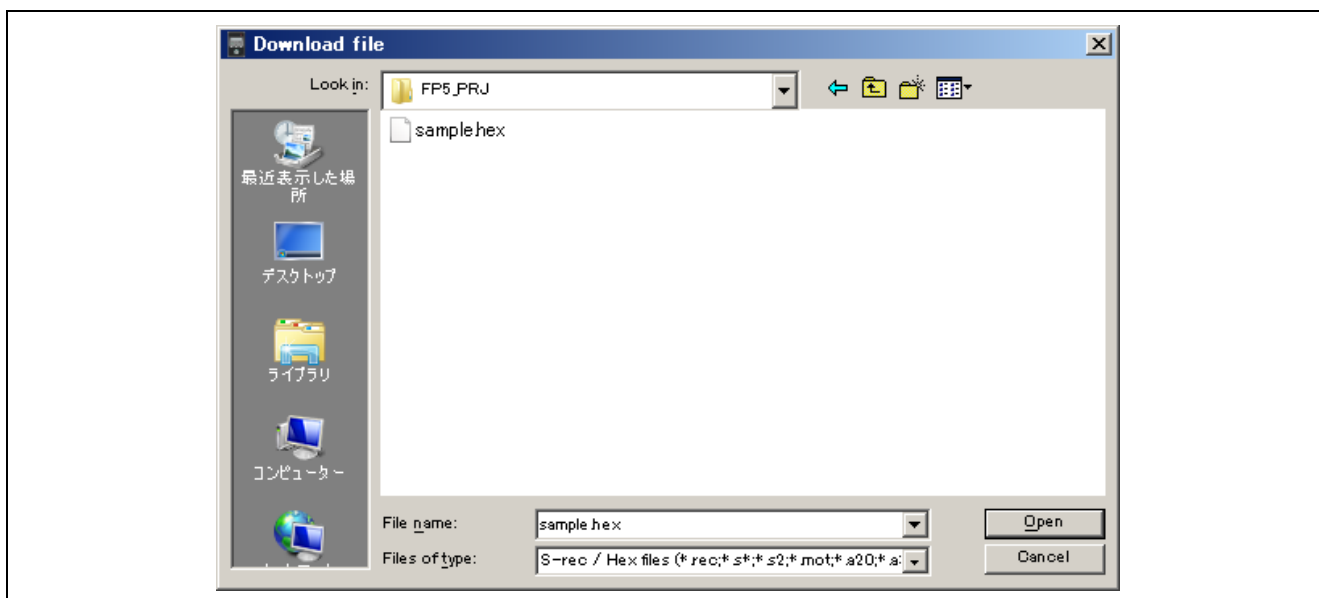 Download file
Look in:
FP5_PRJ
sample.hex
最近表示した場
所
デスクトップ
ライブラリ
コンピューター
File name:
sample.hex
Open
Files of type:
S-rec / Hex files (*.rec;*.s*;*.s2;*.mot;*.a20;*.a
Cancel